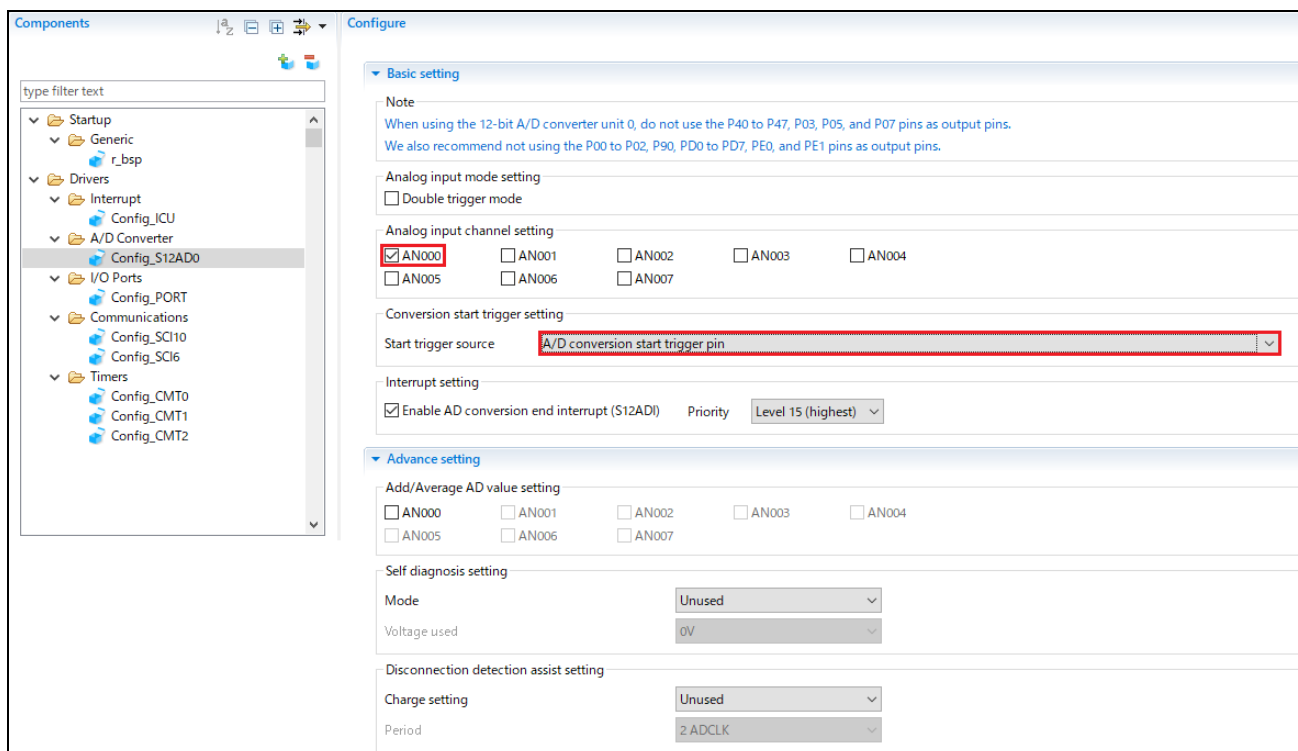 Components
type filter text
Startup
Generic
r_bsp
Drivers
Interrupt
Config_ICU
A/D Converter
Config_S12AD0
I/O Ports
Config_PORT
Communications
Config_SCI10
Config_SCI6
Timers
Config_CMT0
Config_CMT1
Config_CMT2
Configure
Basic setting
Note
When using the 12-bit A/D converter unit 0, do not use the P40 to P47, P03, P05, and P07 pins as output pins.
We also recommend not using the P00 to P02, P90, PD0 to PD7, PE0, and PE1 pins as output pins.
Analog input mode setting
Double trigger mode
Analog input channel setting
AN000 AN001 AN002 AN003 AN004
AN005 AN006 AN007
Conversion start trigger setting
Start trigger source A/D conversion start trigger pin
Interrupt setting
Enable AD conversion end interrupt (S12ADI) Priority Level 15 (highest)
Advance setting
Add/Average AD value setting
AN000 AN001 AN002 AN003 AN004
AN005 AN006 AN007
Self diagnosis setting
Mode Unused
Voltage used 0V
Disconnection detection assist setting
Charge setting Unused
Period 2 ADCLK